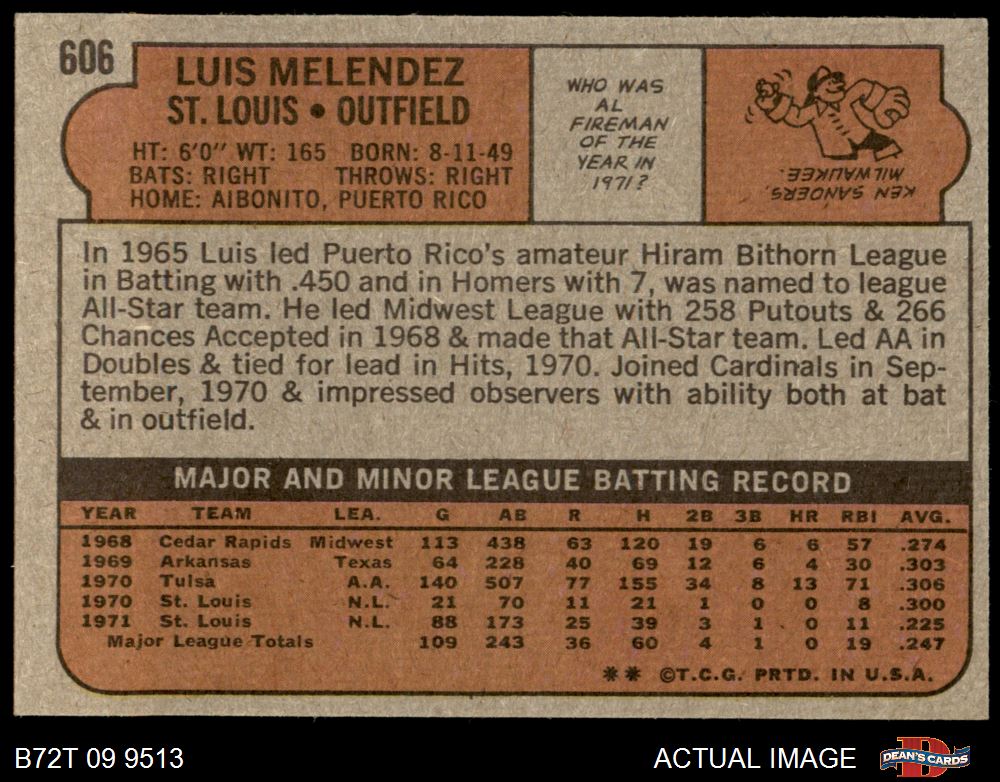 606
LUIS MELENDEZ
ST. LOUIS • OUTFIELD
HT: 6'0" WT: 165 BORN: 8-11-49
BATS: RIGHT THROWS: RIGHT
HOME: AIBONITO, PUERTO RICO
WHO WAS
AL
FIREMAN
OF THE
YEAR IN
1971?
KEN SANDERS,
MILWAUKEE.
In 1965 Luis led Puerto Rico's amateur Hiram Bithorn League
in Batting with .450 and in Homers with 7, was named to league
All-Star team. He led Midwest League with 258 Putouts & 266
Chances Accepted in 1968 & made that All-Star team. Led AA in
Doubles & tied for lead in Hits, 1970. Joined Cardinals in Sep-
tember, 1970 & impressed observers with ability both at bat
& in outfield.
MAJOR AND MINOR LEAGUE BATTING RECORD
YEAR TEAM LEA. G AB R H 2B 3B HR RBI AVG.
1968 Cedar Rapids Midwest 113 438 63 120 19 6 6 57 .274
1969 Arkansas Texas 64 228 40 69 12 6 4 30 .303
1970 Tulsa A.A. 140 507 77 155 34 8 13 71 .306
1970 St. Louis N.L. 21 70 11 21 1 0 0 8 .300
1971 St. Louis N.L. 88 173 25 39 3 1 0 11 .225
Major League Totals 109 243 36 60 4 1 0 19 .247
** ©T.C.G. PRTD. IN U.S.A.
B72T 09 9513
ACTUAL IMAGE
DEAN'S CARDS